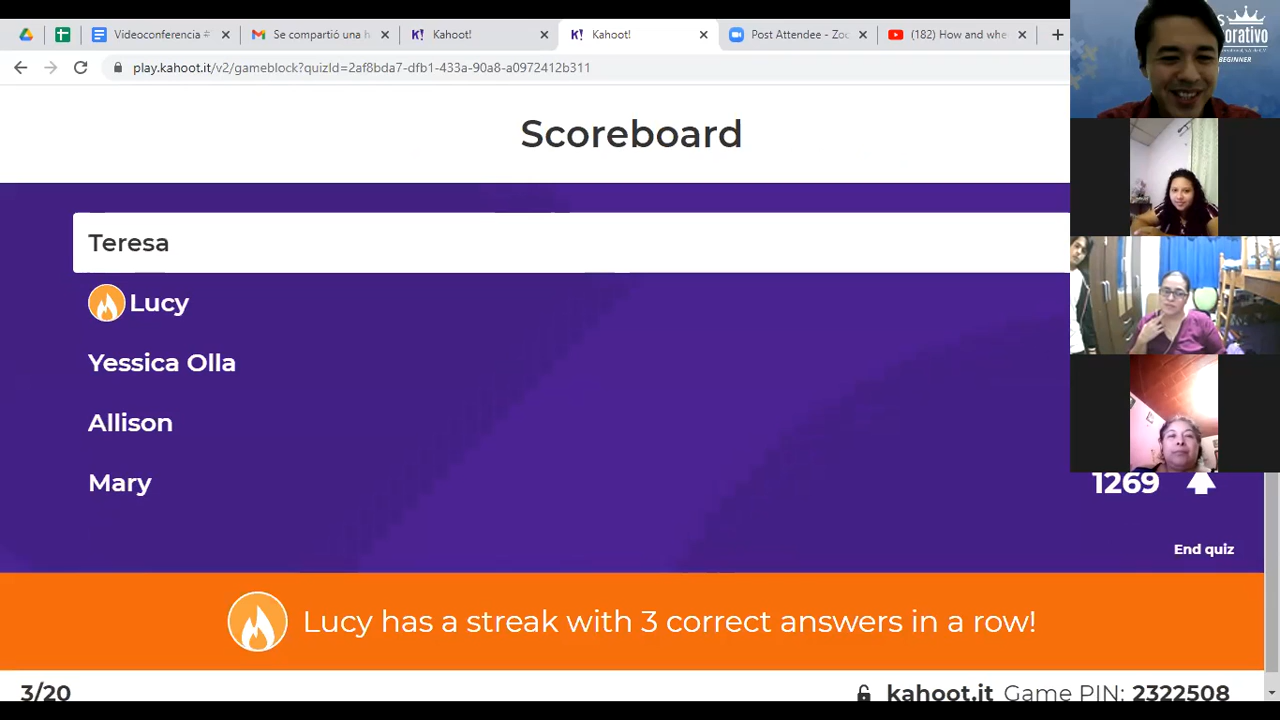 Videoconferencia
Se compartió una h
Kahoot!
Kahoot!
Post Attendee - Zoo
(182) How and whe
play.kahoot.it/v2/gameblock?quizId=2af8bda7-dfb1-433a-90a8-a0972412b311
orativo
BEGINNER
Scoreboard
Teresa
Lucy
Yessica Olla
Allison
Mary
1269
End quiz
Lucy has a streak with 3 correct answers in a row!
3/20
kahoot.it Game PIN: 2322508